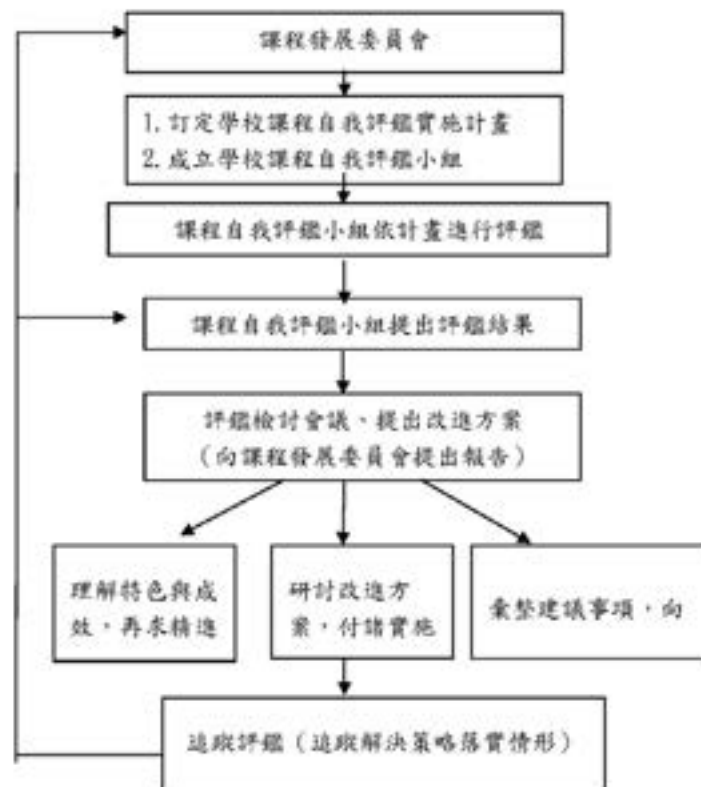 課程發展委員會
1.訂定學校課程自我評鑑實施計畫
2.成立學校課程自我評鑑小組
課程自我評鑑小組依計畫進行評鑑
課程自我評鑑小組提出評鑑結果
評鑑檢討會議、提出改進方案
（向課程發展委員會提出報告）
理解特色與成
效，再求精進
研討改進方
案，付諸實施
彙整建議事項，向
追蹤評鑑（追蹤解決策略落實情形）